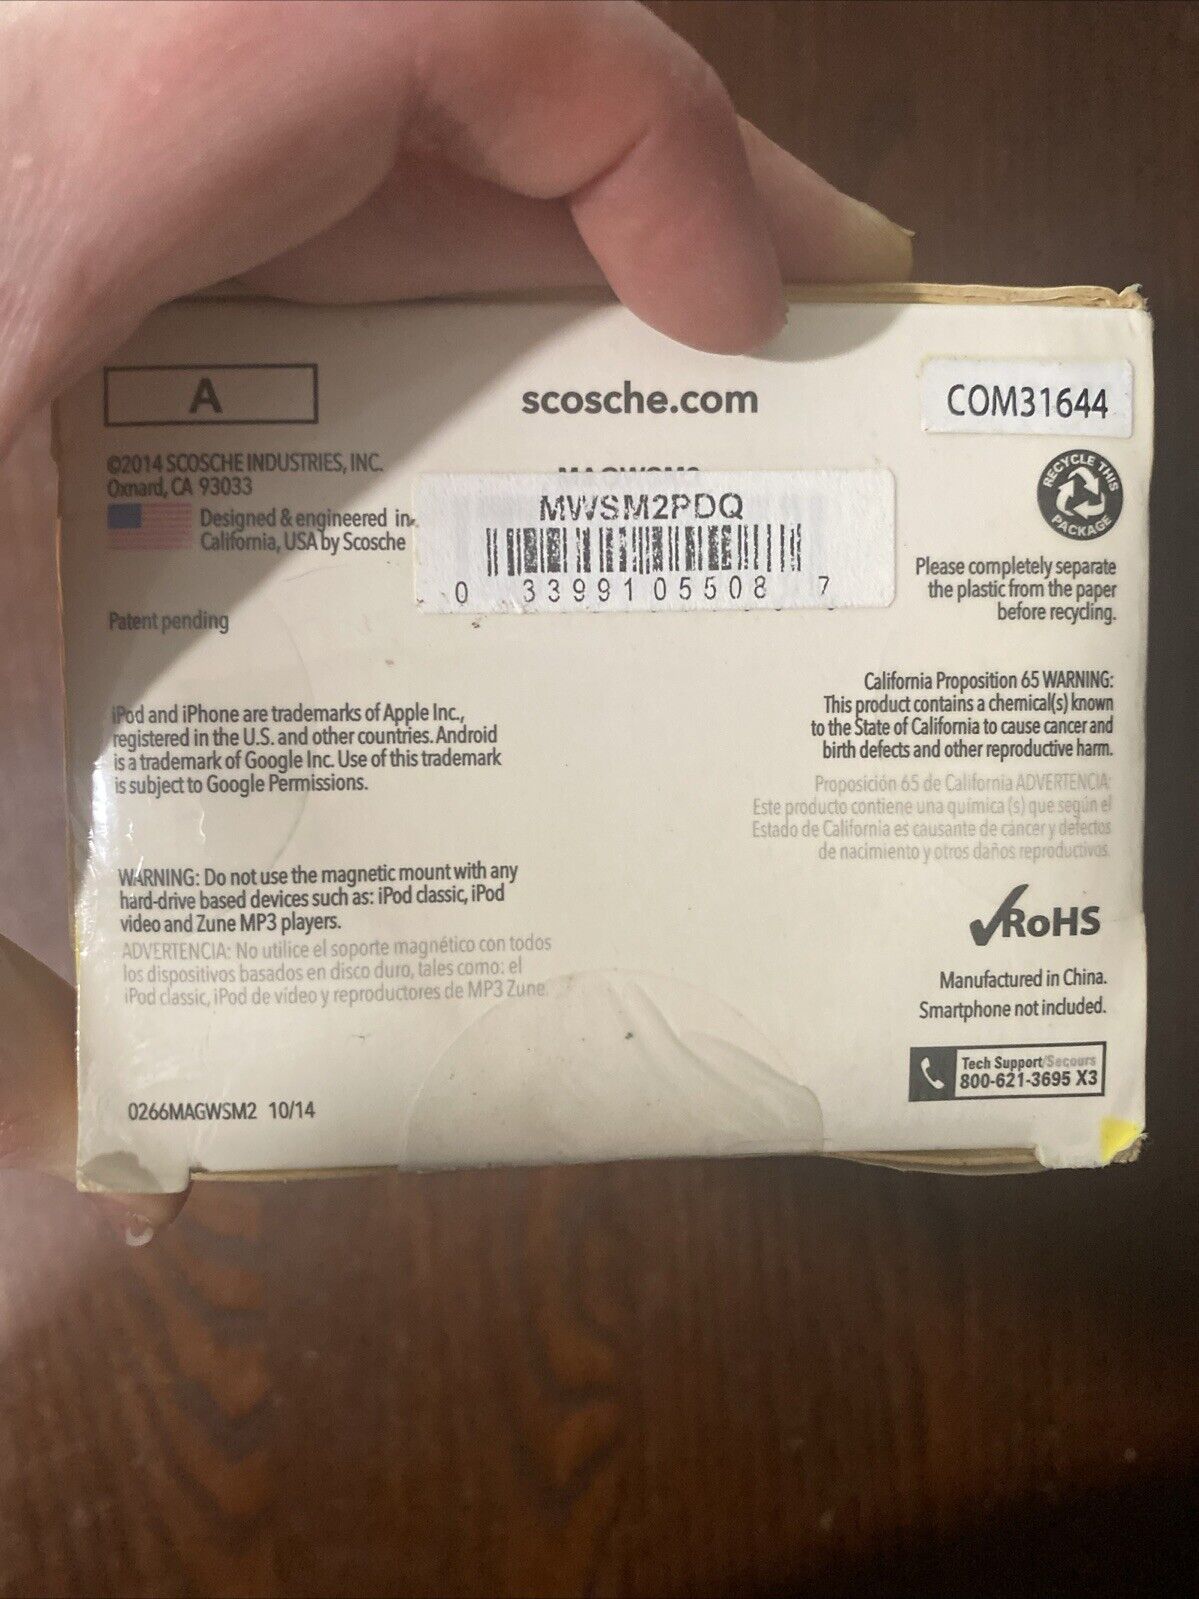 A
scosche.com
COM31644
©2014 SCOSCHE INDUSTRIES, INC.
Oxnard, CA 93033
Designed & engineered in
California, USA by Scosche
MWSM2PDQ
0 33991 05508 7
RECYCLE THIS
PACKAGE
Please completely separate
the plastic from the paper
before recycling.
Patent pending
iPod and iPhone are trademarks of Apple Inc.,
registered in the U.S. and other countries. Android
is a trademark of Google Inc. Use of this trademark
is subject to Google Permissions.
California Proposition 65 WARNING:
This product contains a chemical(s) known
to the State of California to cause cancer and
birth defects and other reproductive harm.
Proposición 65 de California ADVERTENCIA:
Este producto contiene una química (s) que según el
Estado de California es causante de cáncer y defectos
de nacimiento y otros daños reproductivos.
WARNING: Do not use the magnetic mount with any
hard-drive based devices such as: iPod classic, iPod
video and Zune MP3 players.
ADVERTENCIA: No utilice el soporte magnético con todos
los dispositivos basados en disco duro, tales como: el
iPod classic, iPod de vídeo y reproductores de MP3 Zune.
RoHS
Manufactured in China.
Smartphone not included.
Tech Support/Secours
800-621-3695 X3
0266MAGWSM2 10/14